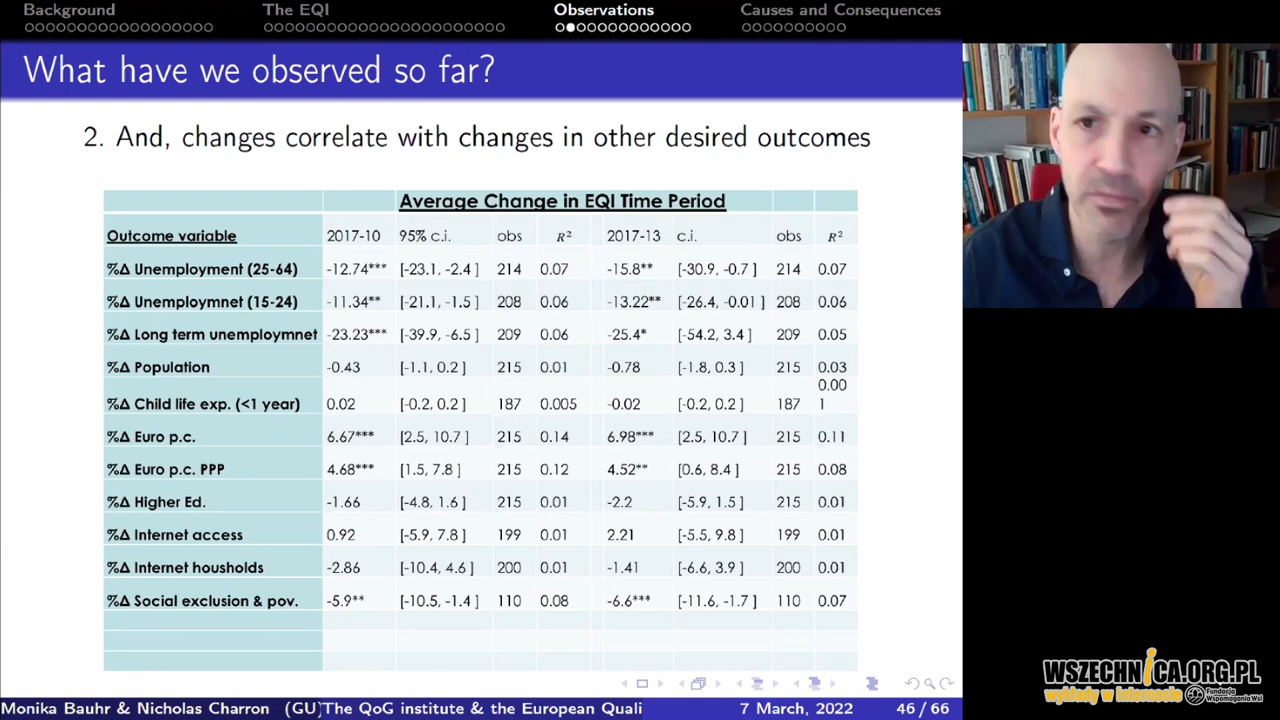 Background The EQI Observations Causes and Consequences
What have we observed so far?
2. And, changes correlate with changes in other desired outcomes
Average Change in EQI Time Period
Outcome variable 2017-10 95% c.i. obs R² 2017-13 c.i. obs R²
%Δ Unemployment (25-64) -12.74*** [-23.1, -2.4 ] 214 0.07 -15.8** [-30.9, -0.7 ] 214 0.07
%Δ Unemploymnet (15-24) -11.34** [-21.1, -1.5 ] 208 0.06 -13.22** [-26.4, -0.01 ] 208 0.06
%Δ Long term unemploymnet -23.23*** [-39.9, -6.5 ] 209 0.06 -25.4* [-54.2, 3.4 ] 209 0.05
%Δ Population -0.43 [-1.1, 0.2 ] 215 0.01 -0.78 [-1.8, 0.3 ] 215 0.03
0.00
%Δ Child life exp. (<1 year) 0.02 [-0.2, 0.2 ] 187 0.005 -0.02 [-0.2, 0.2 ] 187 1
%Δ Euro p.c. 6.67*** [2.5, 10.7 ] 215 0.14 6.98*** [2.5, 10.7 ] 215 0.11
%Δ Euro p.c. PPP 4.68*** [1.5, 7.8 ] 215 0.12 4.52** [0.6, 8.4 ] 215 0.08
%Δ Higher Ed. -1.66 [-4.8, 1.6 ] 215 0.01 -2.2 [-5.9, 1.5 ] 215 0.01
%Δ Internet access 0.92 [-5.9, 7.8 ] 199 0.01 2.21 [-5.5, 9.8 ] 199 0.01
%Δ Internet housholds -2.86 [-10.4, 4.6 ] 200 0.01 -1.41 [-6.6, 3.9 ] 200 0.01
%Δ Social exclusion & pov. -5.9** [-10.5, -1.4 ] 110 0.08 -6.6*** [-11.6, -1.7 ] 110 0.07
Monika Bauhr & Nicholas Charron (GU) The QoG institute & the European Quali 7 March, 2022 46 / 66
WSZECHNICA.ORG.PL
wykłady w internecie
Fundacja
Wspomagania Wsi